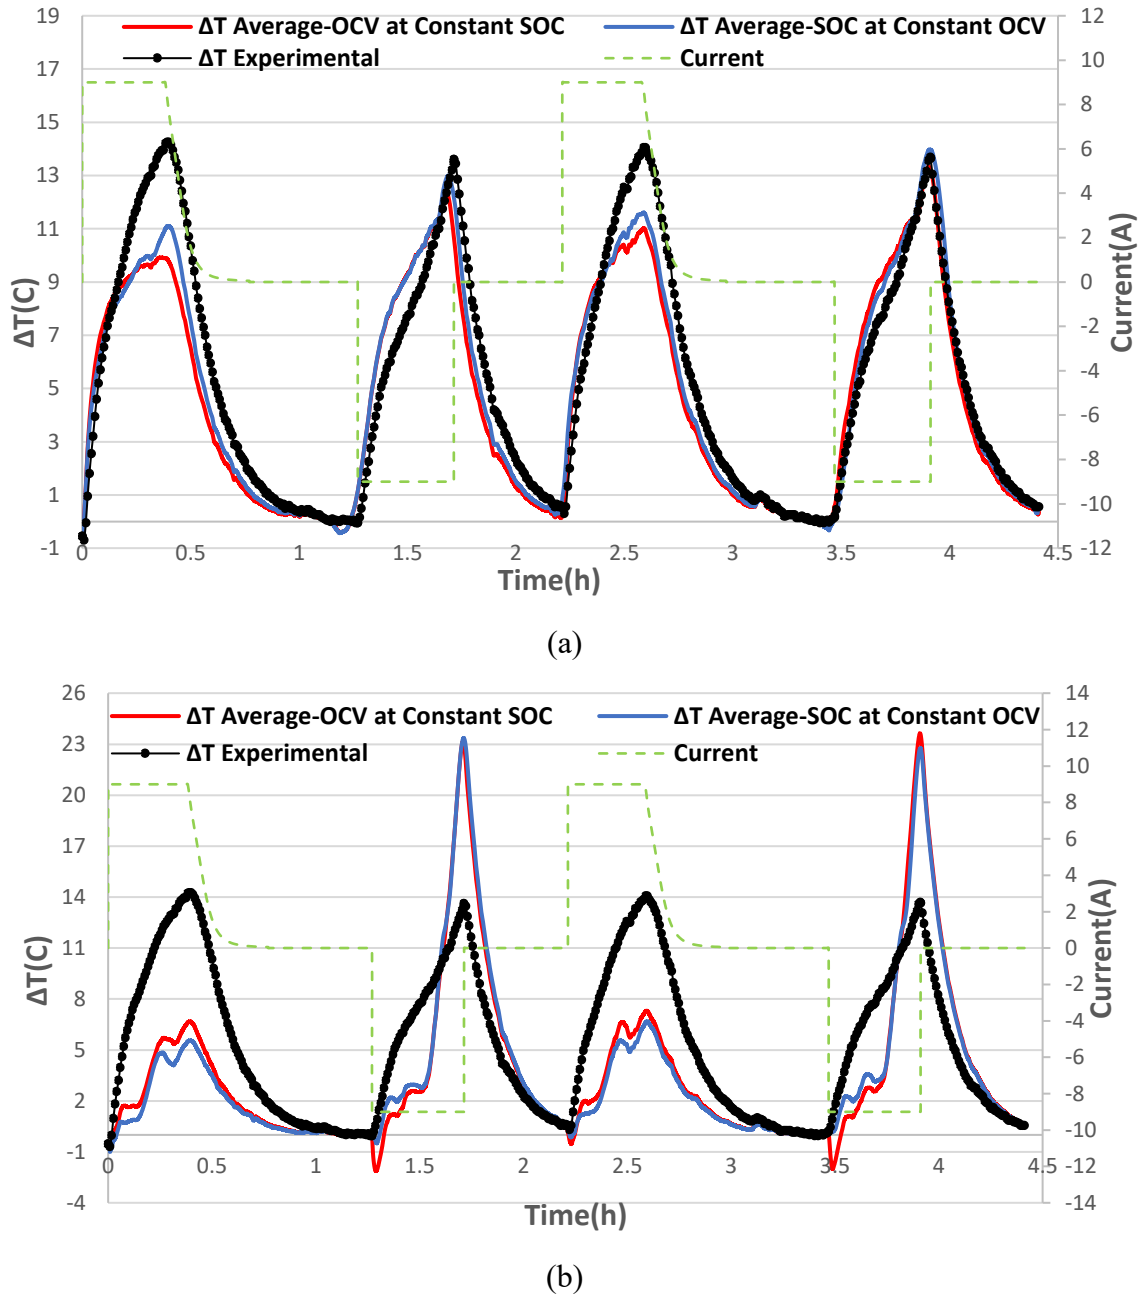 ΔT Average-OCV at Constant SOC
ΔT Average-SOC at Constant OCV
ΔT Experimental
Current
19
17
15
13
11
9
7
5
3
1
-1
ΔT(C)
12
10
8
6
4
2
0
-2
-4
-6
-8
-10
-12
Current(A)
0 0.5 1 1.5 2 2.5 3 3.5 4 4.5
Time(h)
(a)
ΔT Average-OCV at Constant SOC
ΔT Average-SOC at Constant OCV
ΔT Experimental
Current
26
23
20
17
14
11
8
5
2
-1
-4
ΔT(C)
14
12
10
8
6
4
2
0
-2
-4
-6
-8
-10
-12
-14
Current(A)
0 0.5 1 1.5 2 2.5 3 3.5 4 4.5
Time(h)
(b)